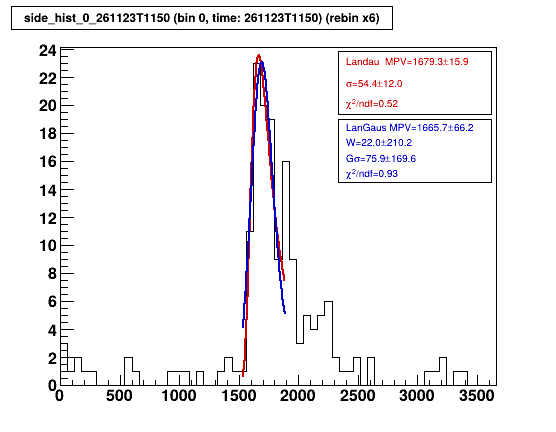 side_hist_0_261123T1150 (bin 0, time: 261123T1150) (rebin x6)
Landau MPV=1679.3±15.9
σ=54.4±12.0
χ²/ndf=0.52
LanGaus MPV=1665.7±66.2
W=22.0±210.2
Gσ=75.9±169.6
χ²/ndf=0.93
24
22
20
18
16
14
12
10
8
6
4
2
0
0 500 1000 1500 2000 2500 3000 3500